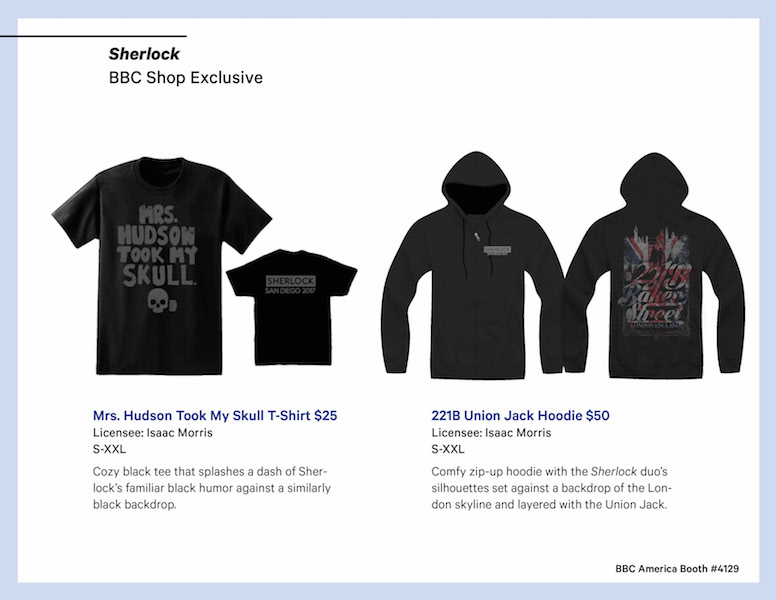 Sherlock
BBC Shop Exclusive
MRS.
HUDSON
TOOK MY
SKULL.
SHERLOCK
SAN DIEGO 2017
SHERLOCK
221B
Baker
Street
LONDON ENGLAND
Mrs. Hudson Took My Skull T-Shirt $25
Licensee: Isaac Morris
S-XXL
Cozy black tee that splashes a dash of Sher-
lock’s familiar black humor against a similarly
black backdrop.
221B Union Jack Hoodie $50
Licensee: Isaac Morris
S-XXL
Comfy zip-up hoodie with the Sherlock duo’s
silhouettes set against a backdrop of the Lon-
don skyline and layered with the Union Jack.
BBC America Booth #4129